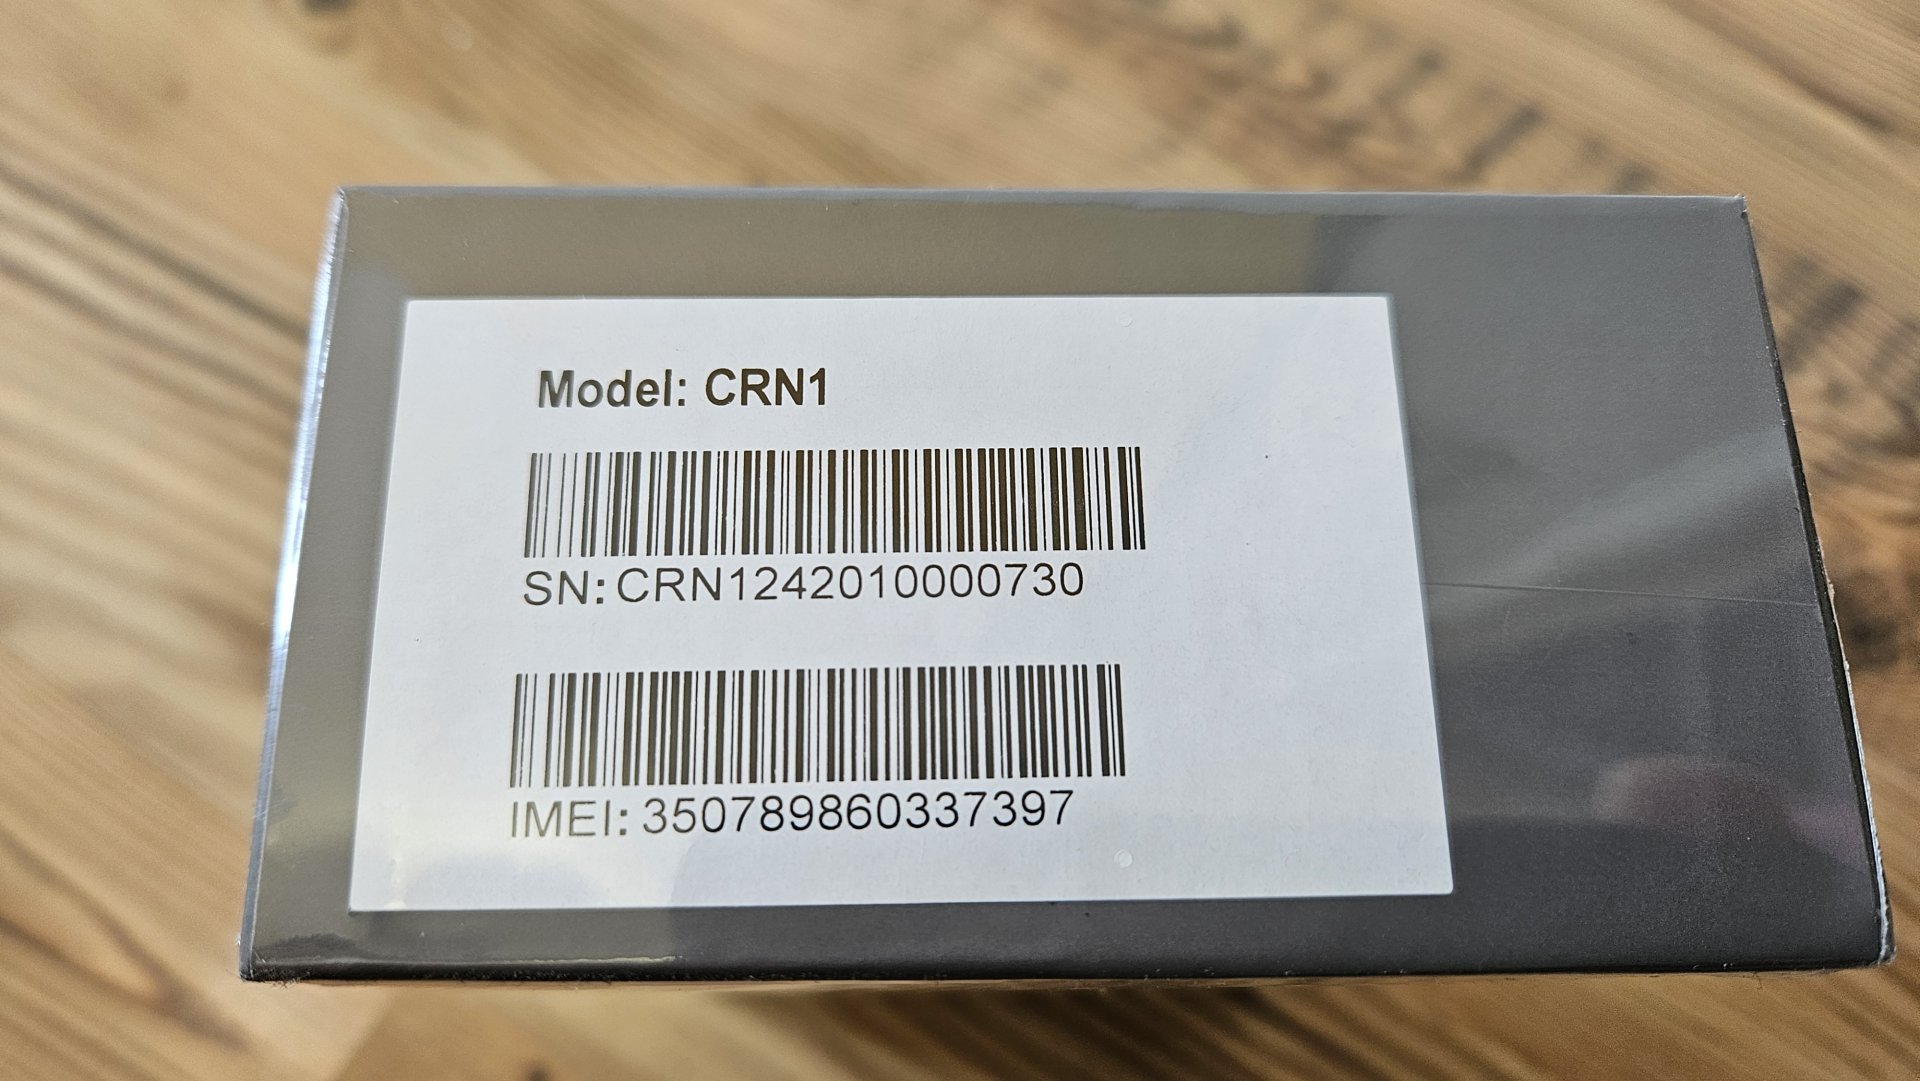 Model: CRN1
SN: CRN1242010000730
IMEI: 350789860337397